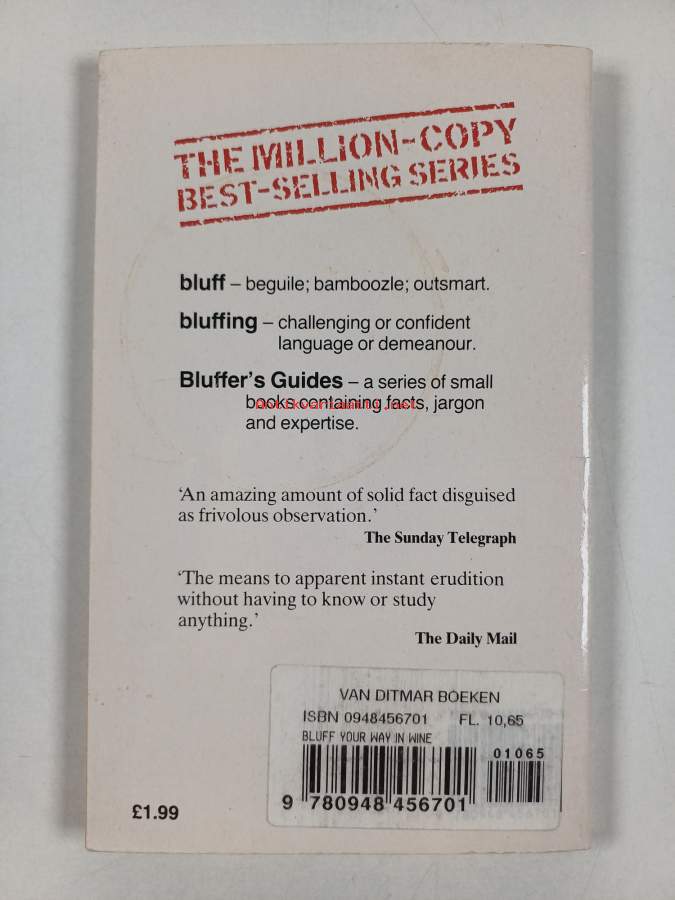 THE MILLION-COPY
BEST-SELLING SERIES
bluff – beguile; bamboozle; outsmart.
bluffing – challenging or confident
language or demeanour.
Bluffer's Guides – a series of small
books containing facts, jargon
and expertise.
'An amazing amount of solid fact disguised
as frivolous observation.'
The Sunday Telegraph
'The means to apparent instant erudition
without having to know or study
anything.'
The Daily Mail
VAN DITMAR BOEKEN
ISBN 0948456701 FL. 10,65
BLUFF YOUR WAY IN WINE
01065
9 780948 456701
£1.99